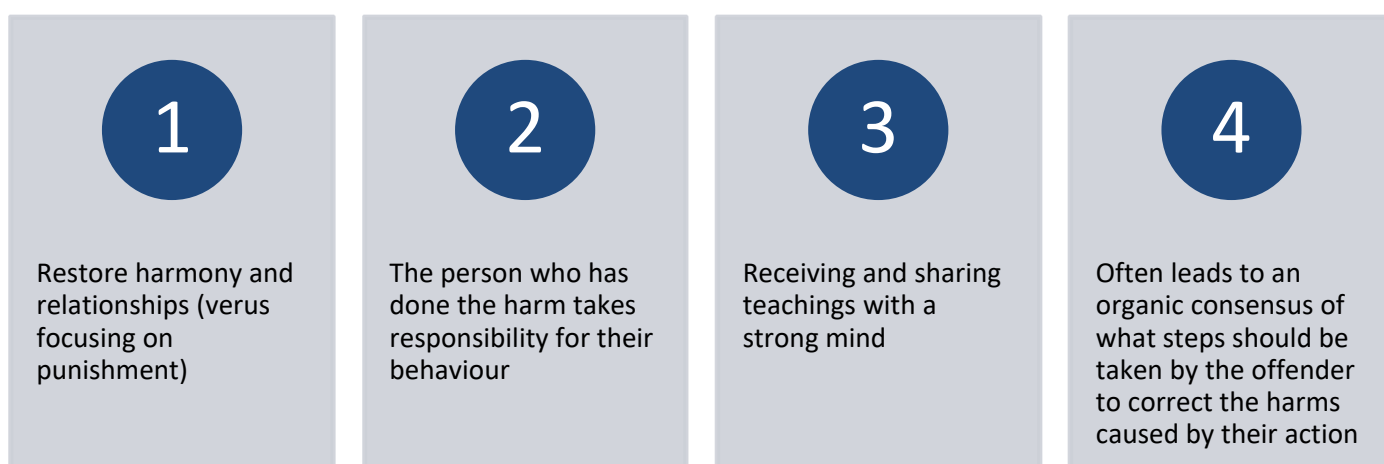 1
Restore harmony and
relationships (verus
focusing on
punishment)
2
The person who has
done the harm takes
responsibility for their
behaviour
3
Receiving and sharing
teachings with a
strong mind
4
Often leads to an
organic consensus of
what steps should be
taken by the offender
to correct the harms
caused by their action